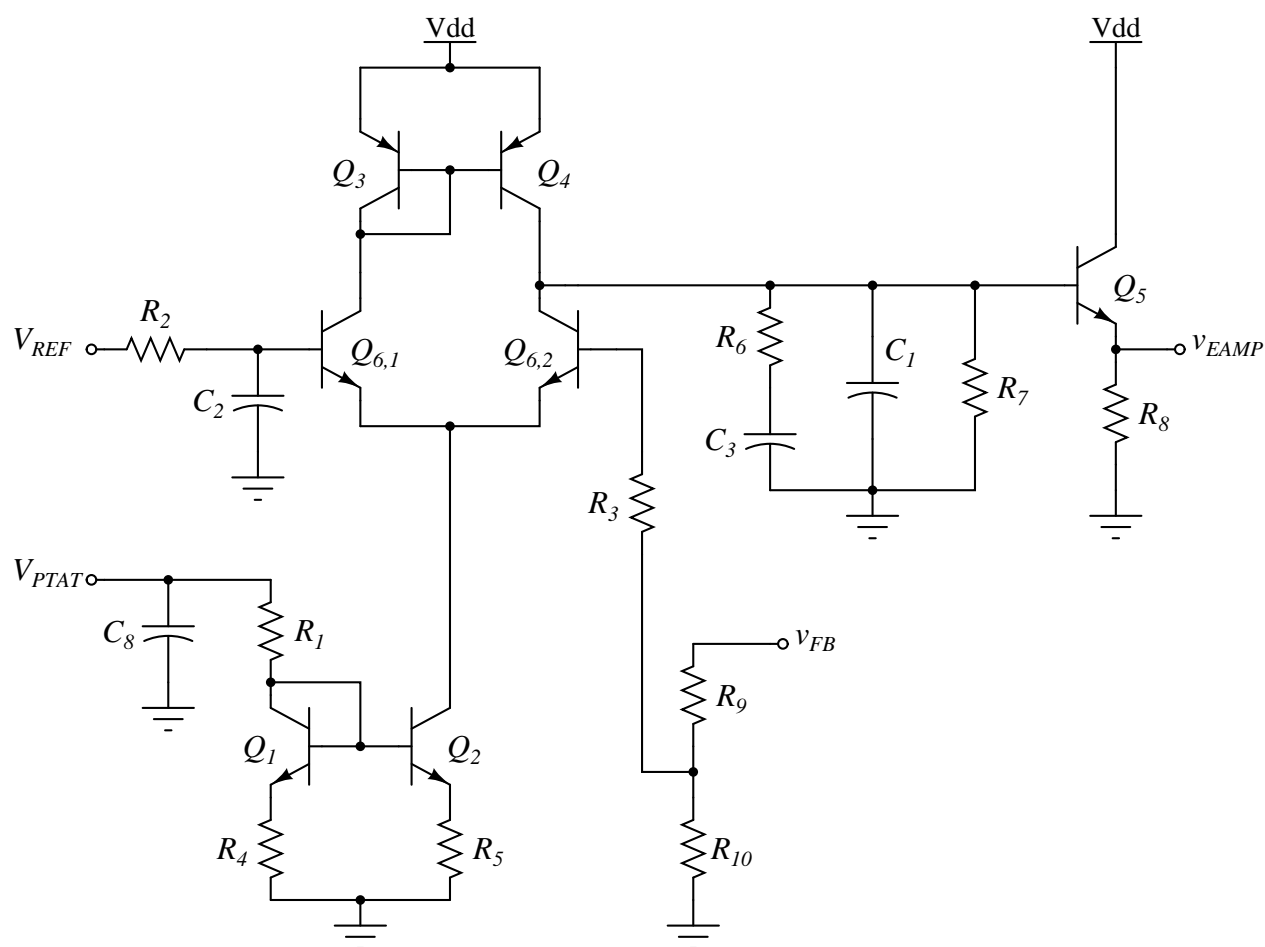 Vdd
Vdd
Q3
Q4
Q5
R2
VREF
Q6,1
Q6,2
R6
C1
vEAMP
C2
R7
R8
C3
R3
VPTAT
C8
R1
vFB
R9
Q1
Q2
R4
R5
R10